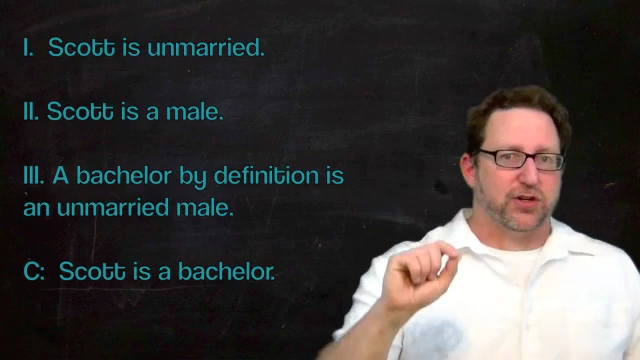 I. Scott is unmarried.
II. Scott is a male.
III. A bachelor by definition is
an unmarried male.
C: Scott is a bachelor.